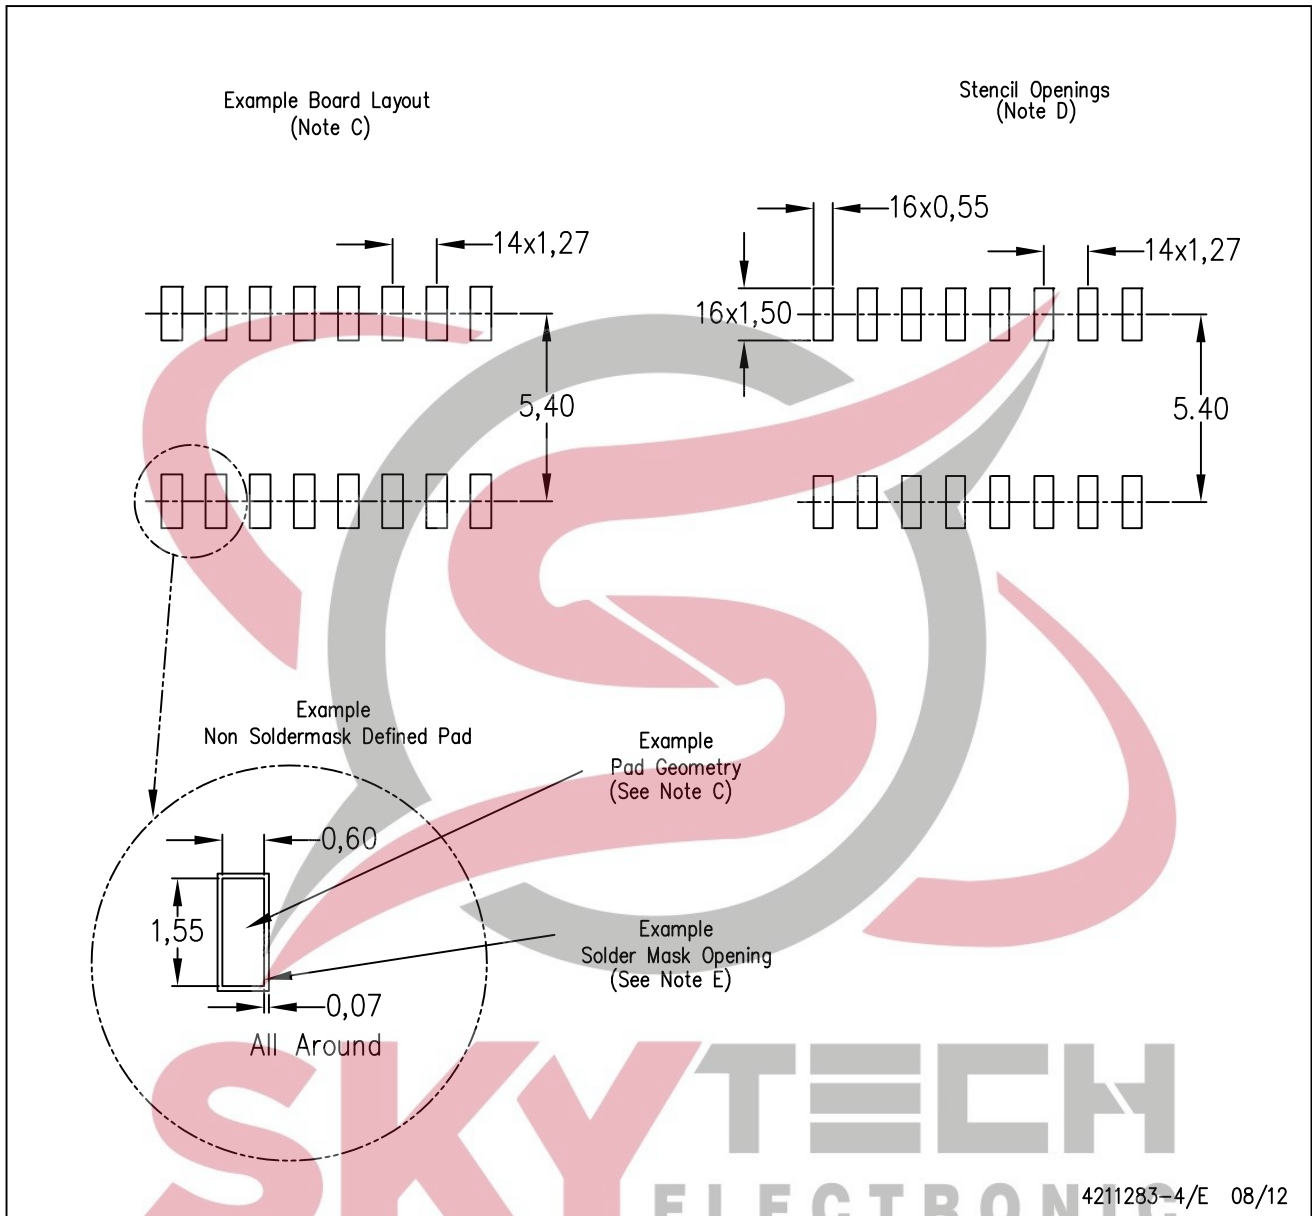 Example Board Layout
(Note C)
Stencil Openings
(Note D)
16x0,55
14x1,27
14x1,27
16x1,50
5,40
5.40
Example
Non Soldermask Defined Pad
Example
Pad Geometry
(See Note C)
0,60
1,55
Example
Solder Mask Opening
(See Note E)
0,07
All Around
SKYTECH
ELECTRONIC
4211283-4/E 08/12